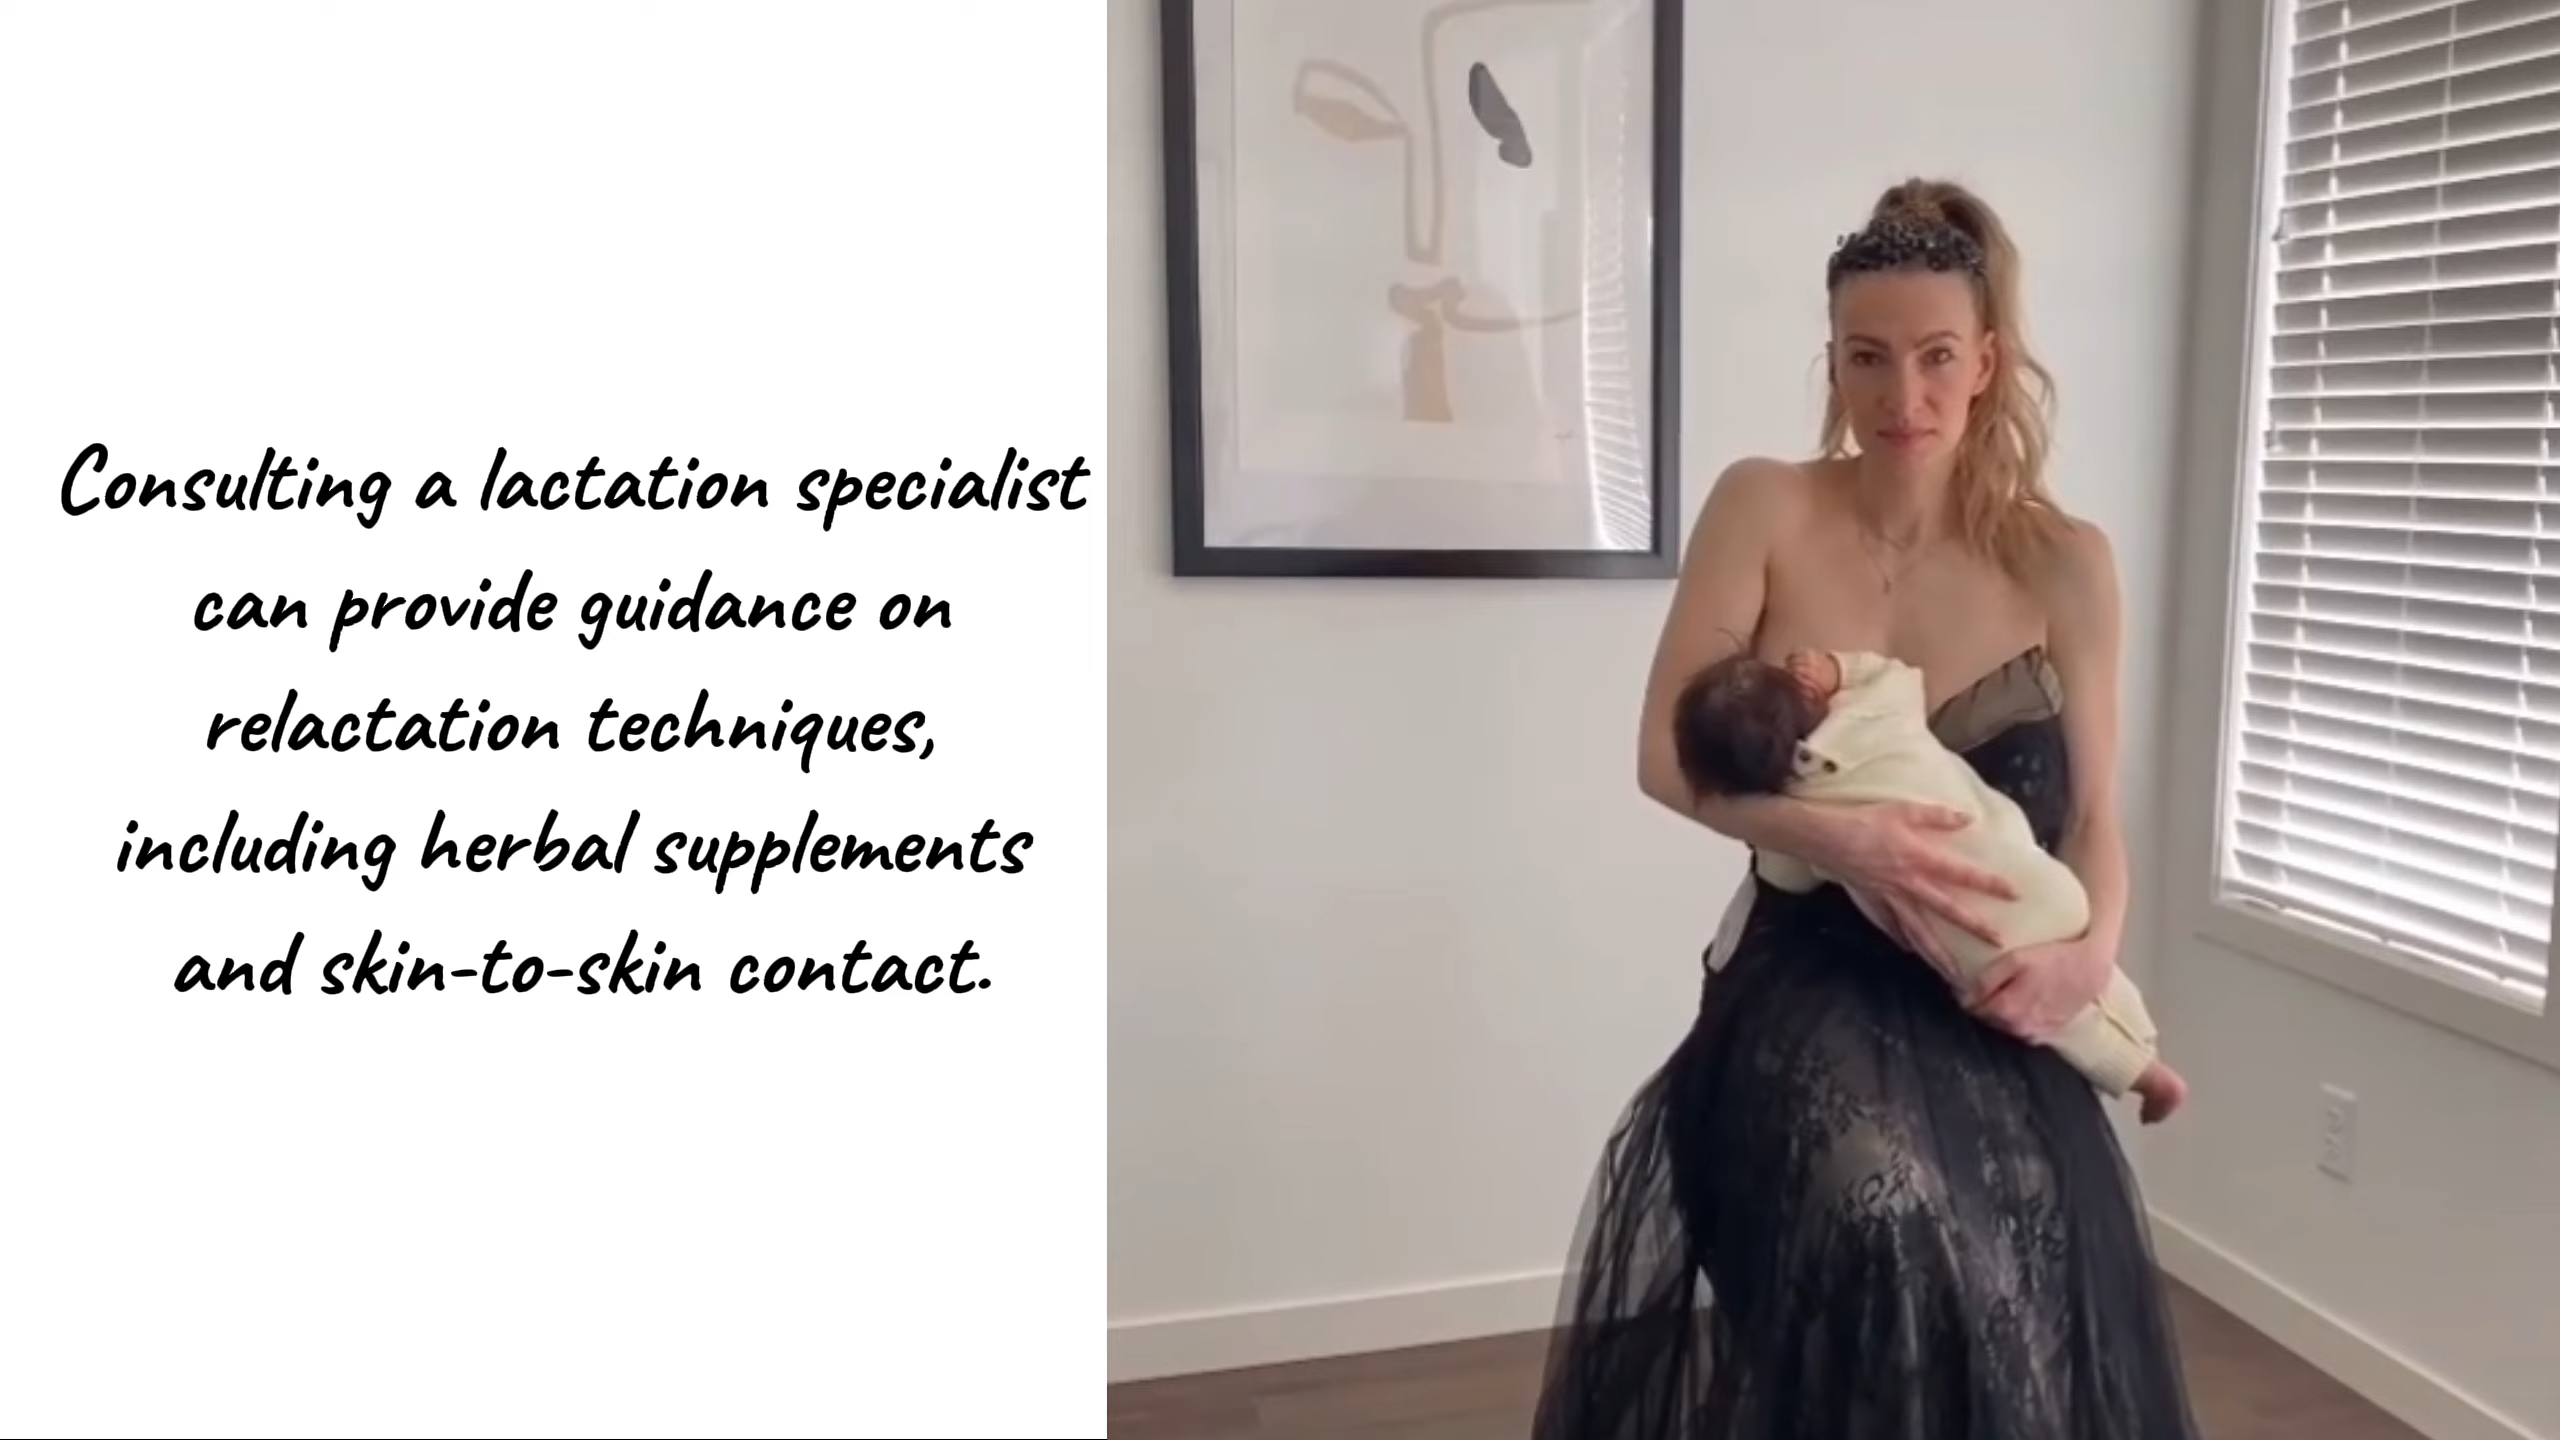 Consulting a lactation specialist
can provide guidance on
relactation techniques,
including herbal supplements
and skin-to-skin contact.